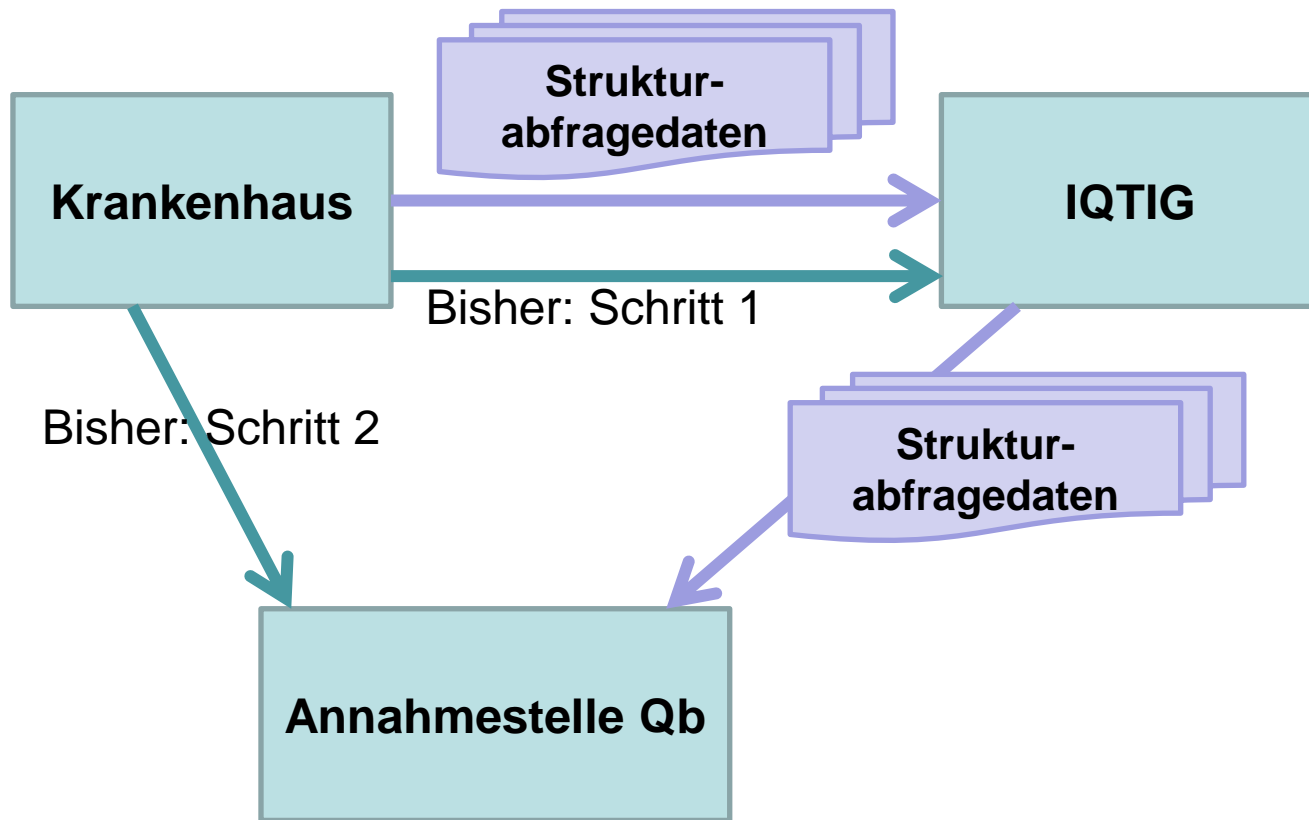 Struktur-
abfragedaten
Krankenhaus
IQTIG
Bisher: Schritt 1
Bisher: Schritt 2
Struktur-
abfragedaten
Annahmestelle Qb